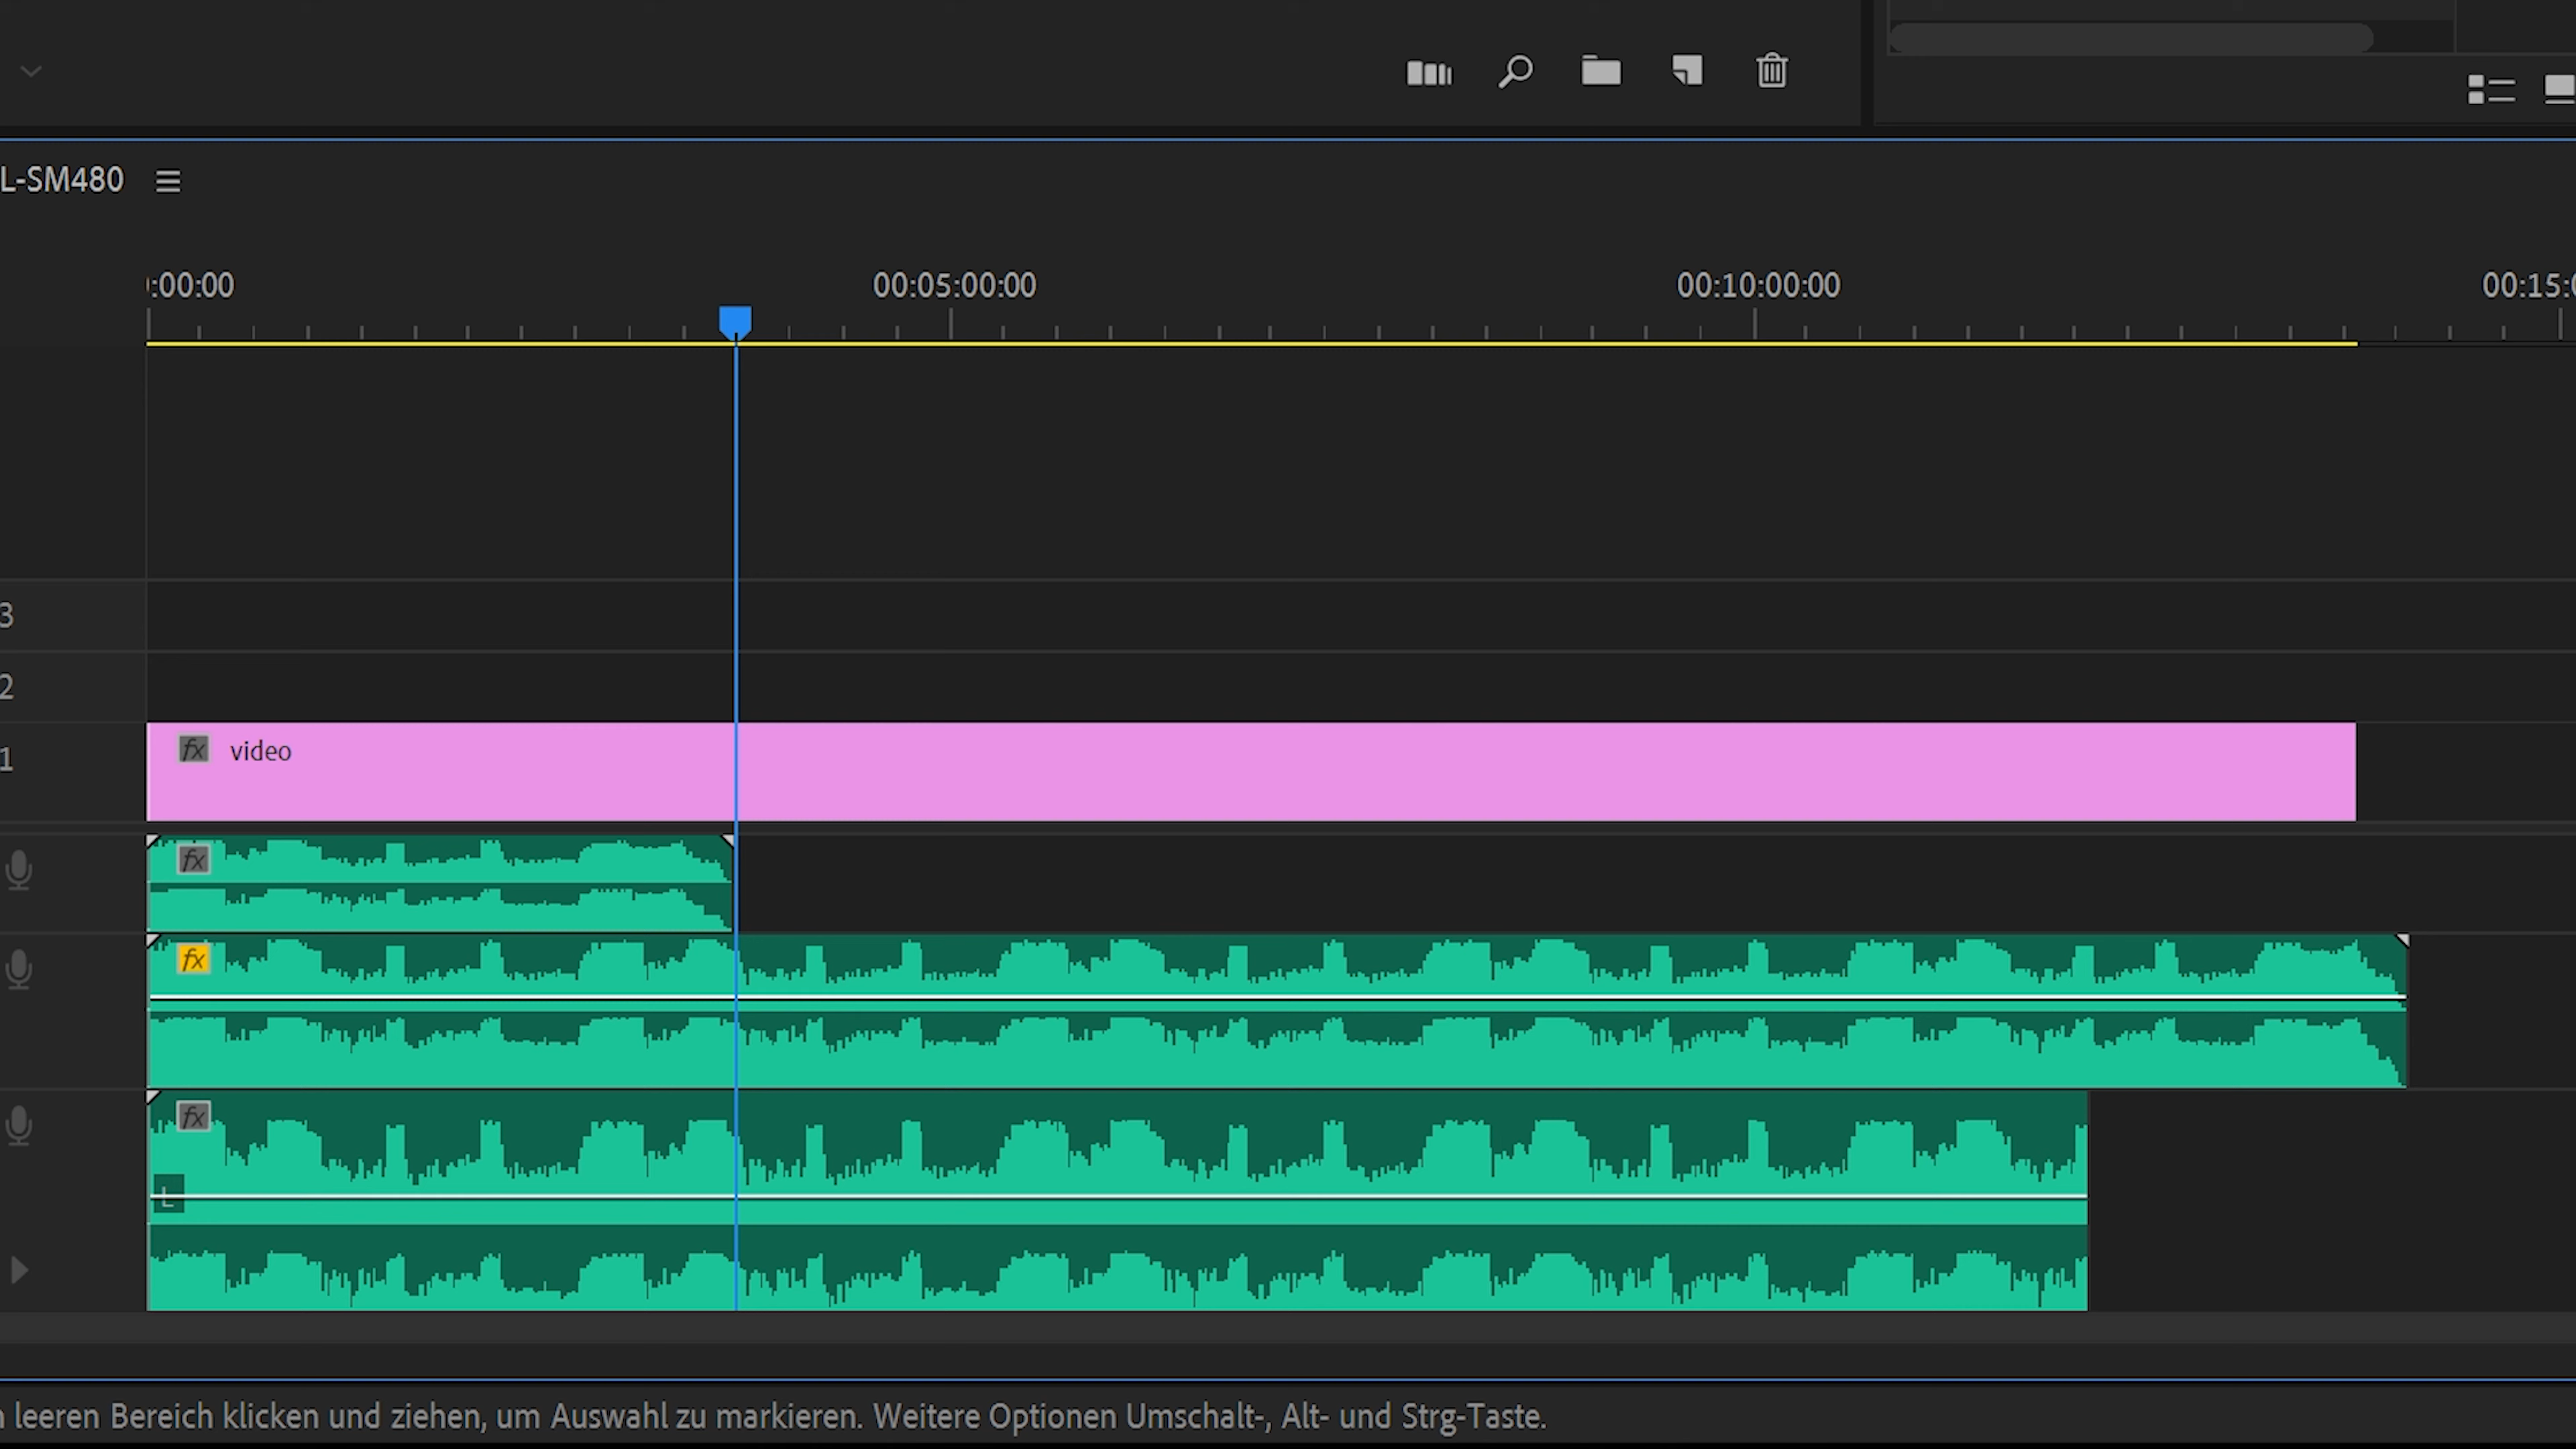 L-SM480
:00:00 00:05:00:00 00:10:00:00 00:15:0
3
2
fx video
1
fx
fx
fx
L
leeren Bereich klicken und ziehen, um Auswahl zu markieren. Weitere Optionen Umschalt-, Alt- und Strg-Taste.